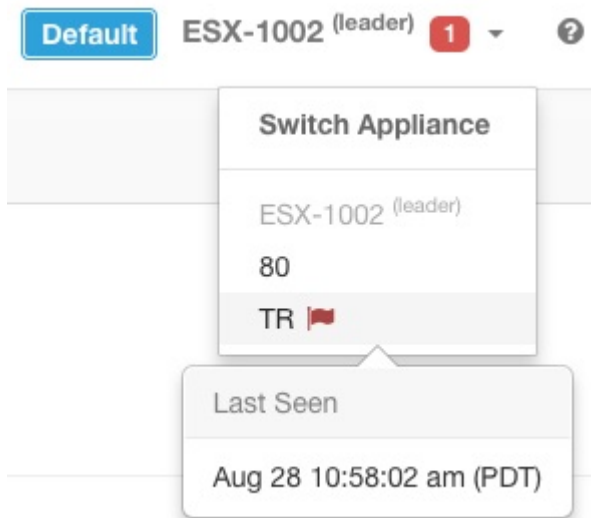 Default ESX-1002 (leader) 1
Switch Appliance
ESX-1002 (leader)
80
TR
Last Seen
Aug 28 10:58:02 am (PDT)